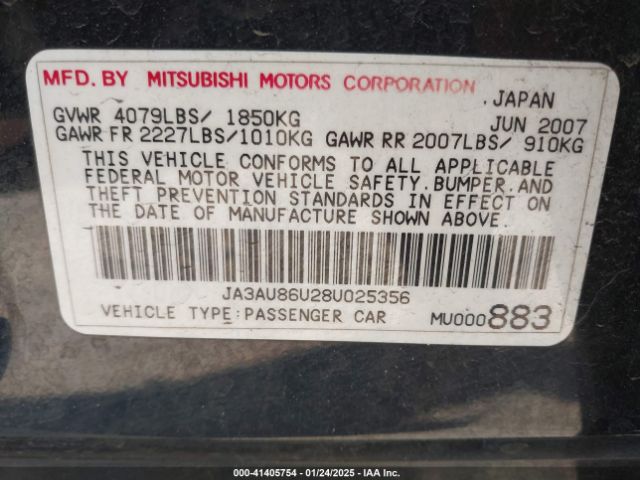 MFD. BY MITSUBISHI MOTORS CORPORATION
JAPAN
GVWR 4079LBS/ 1850KG JUN 2007
GAWR FR 2227LBS/1010KG GAWR RR 2007LBS/ 910KG
THIS VEHICLE CONFORMS TO ALL APPLICABLE
FEDERAL MOTOR VEHICLE SAFETY.BUMPER.AND
THEFT PREVENTION STANDARDS IN EFFECT ON
THE DATE OF MANUFACTURE SHOWN ABOVE.
JA3AU86U28U025356
VEHICLE TYPE:PASSENGER CAR MU000883
000-41405754 - 01/24/2025 - IAA Inc.